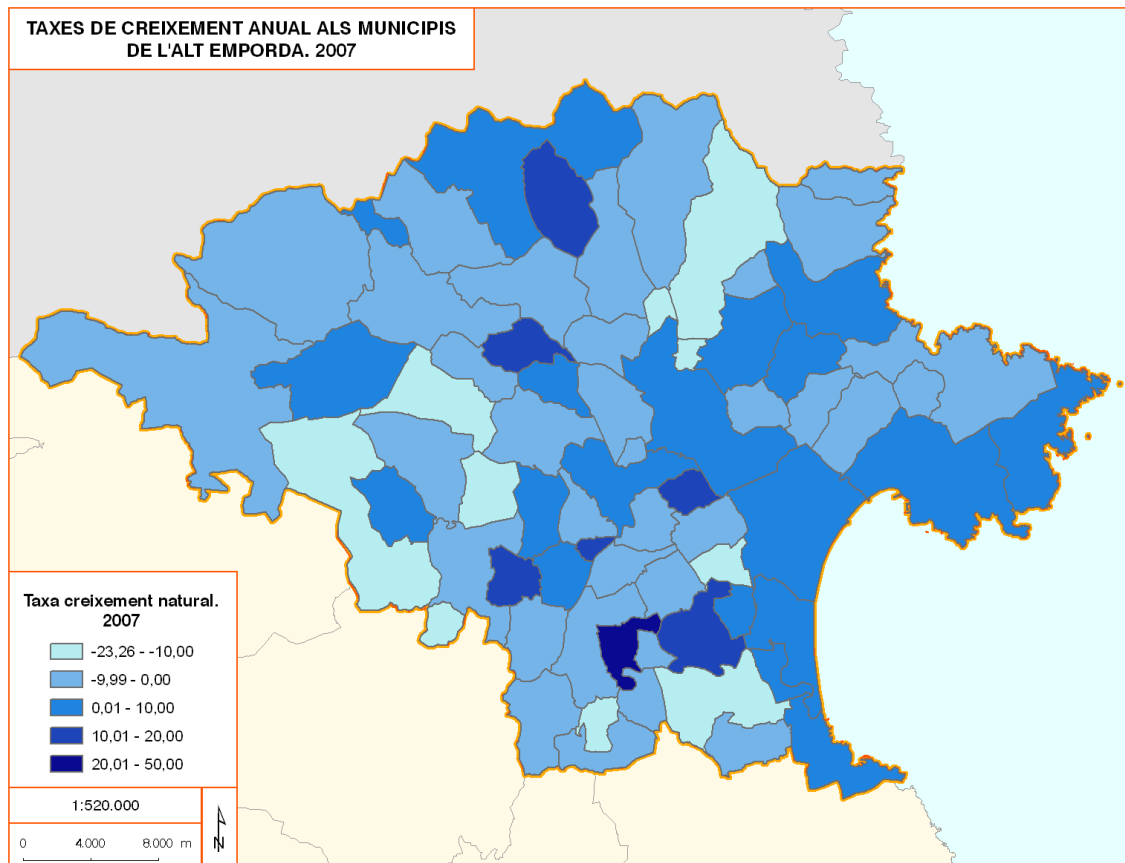 TAXES DE CREIXEMENT ANUAL ALS MUNICIPIS
DE L'ALT EMPORDA. 2007
Taxa creixement natural.
2007
-23,26 - -10,00
-9,99 - 0,00
0,01 - 10,00
10,01 - 20,00
20,01 - 50,00
1:520.000
0 4.000 8.000 m
N